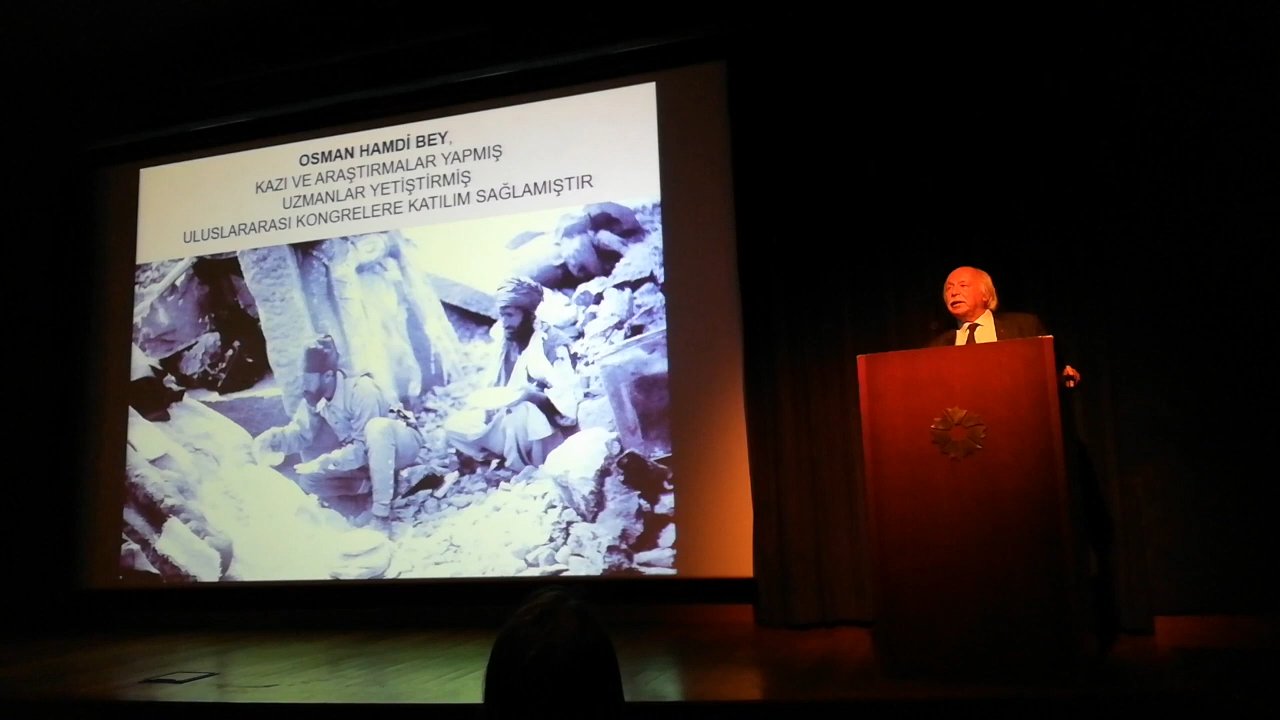 OSMAN HAMDİ BEY,
KAZI VE ARAŞTIRMALAR YAPMIŞ
UZMANLAR YETİŞTİRMİŞ
ULUSLARARASI KONGRELERE KATILIM SAĞLAMIŞTIR